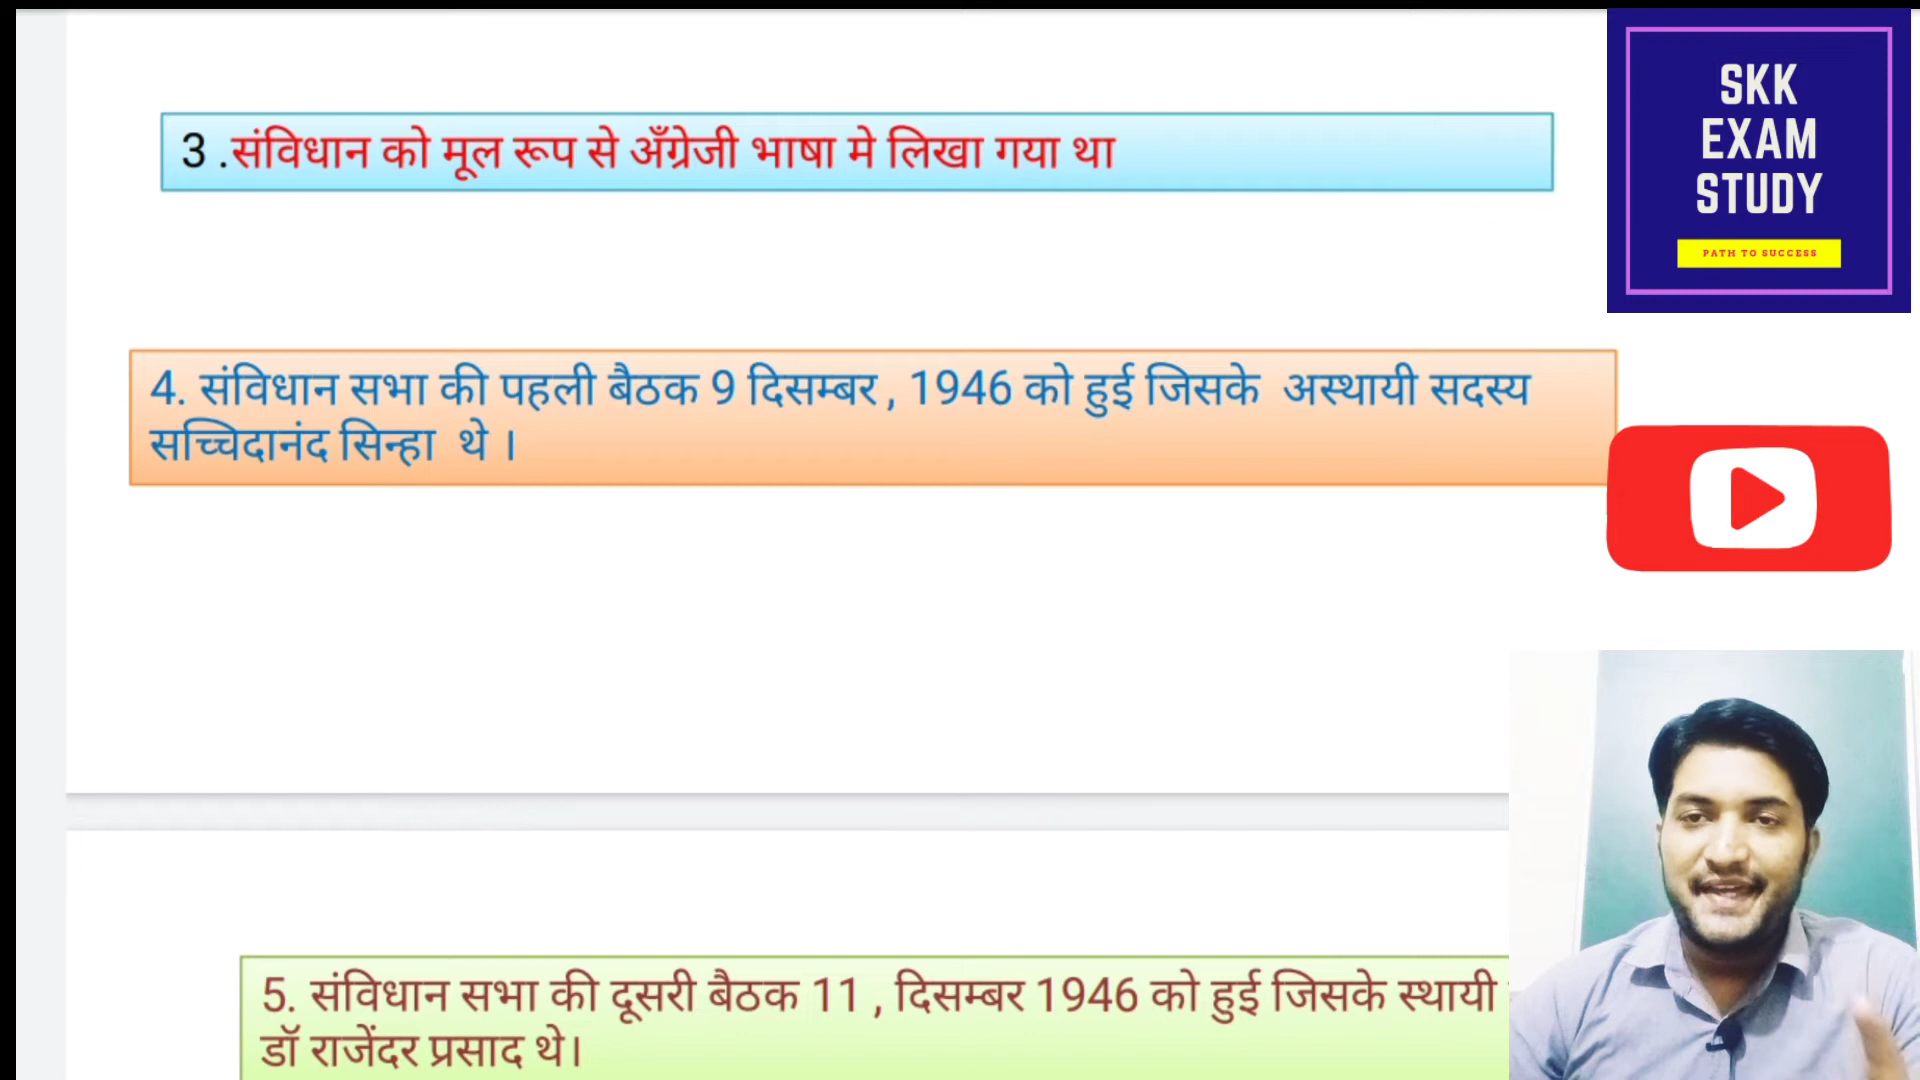 3 .संविधान को मूल रूप से अँग्रेजी भाषा मे लिखा गया था
SKK
EXAM
STUDY
PATH TO SUCCESS
4. संविधान सभा की पहली बैठक 9 दिसम्बर , 1946 को हुई जिसके अस्थायी सदस्य
सच्चिदानंद सिन्हा थे ।
5. संविधान सभा की दूसरी बैठक 11 , दिसम्बर 1946 को हुई जिसके स्थायी
डॉ राजेंदर प्रसाद थे।